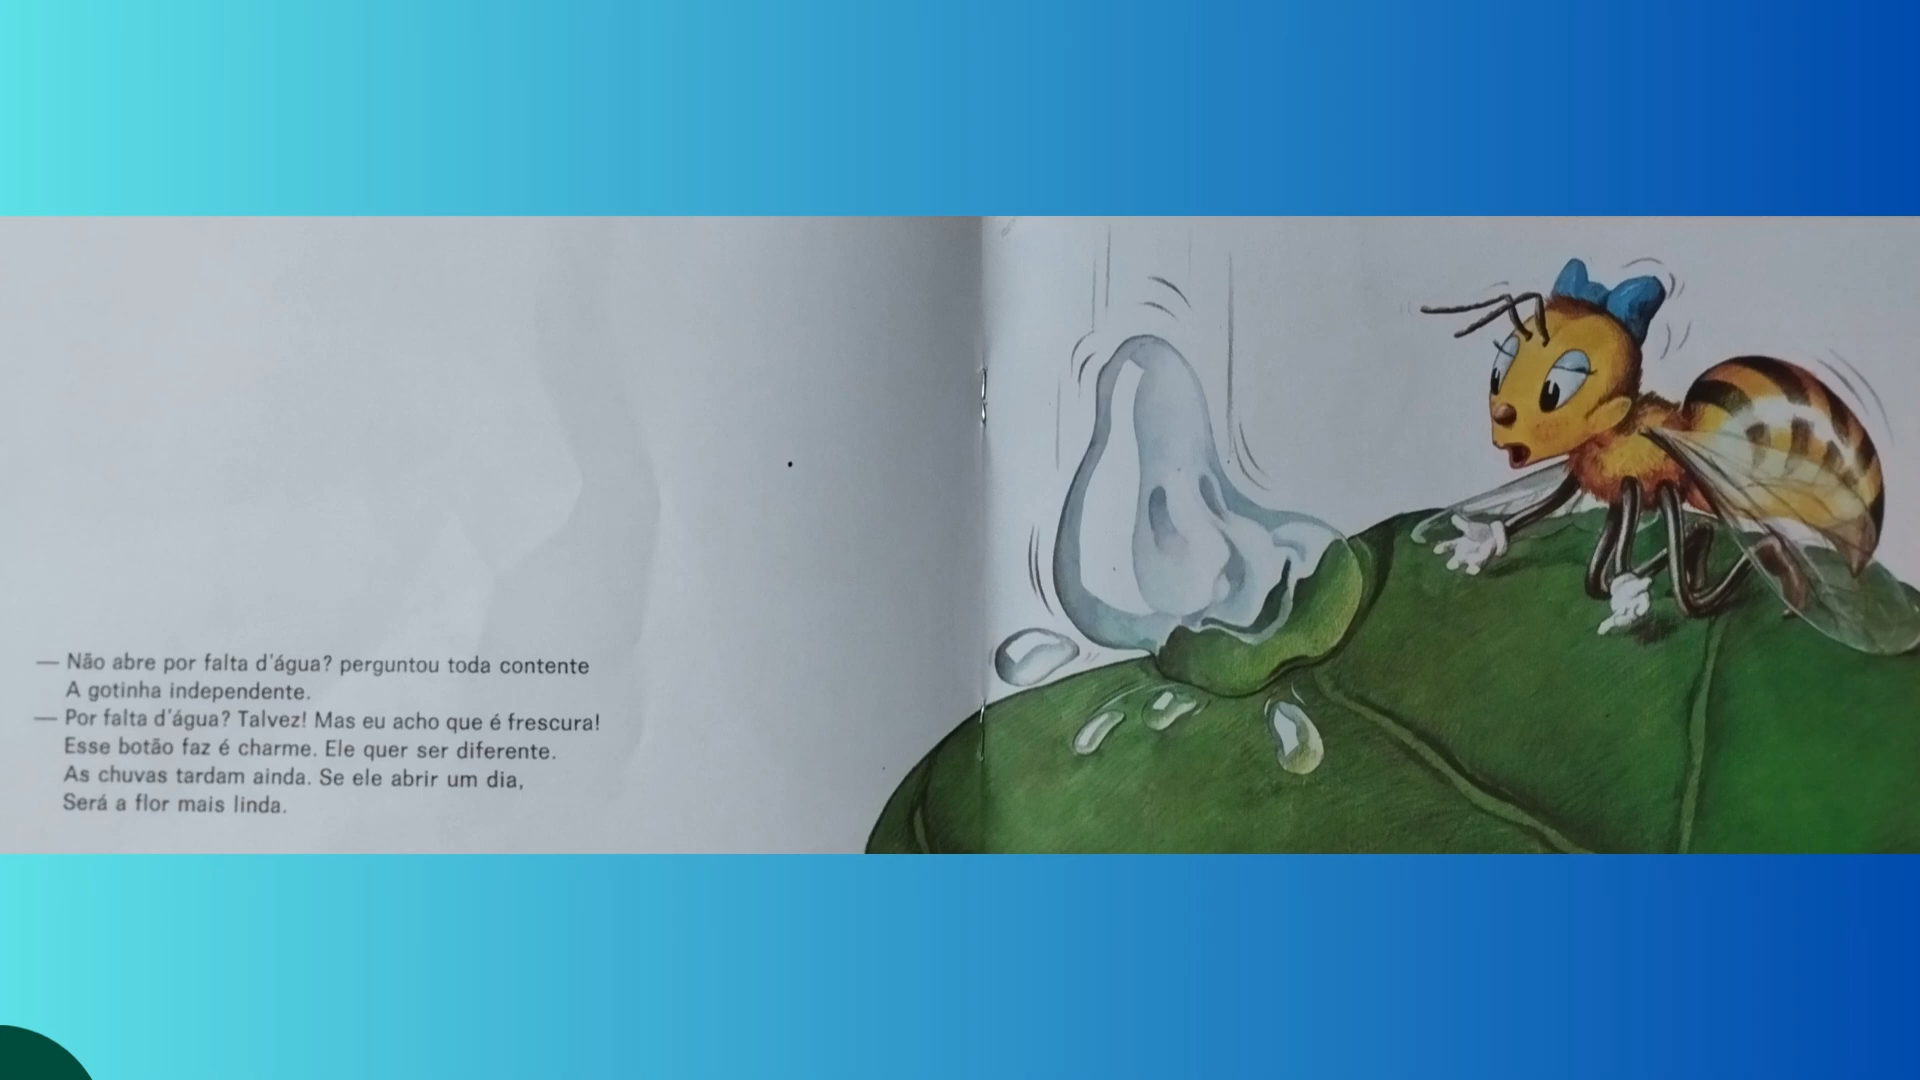 — Não abre por falta d'água? perguntou toda contente
A gotinha independente.
— Por falta d'água? Talvez! Mas eu acho que é frescura!
Esse botão faz é charme. Ele quer ser diferente.
As chuvas tardam ainda. Se ele abrir um dia,
Será a flor mais linda.